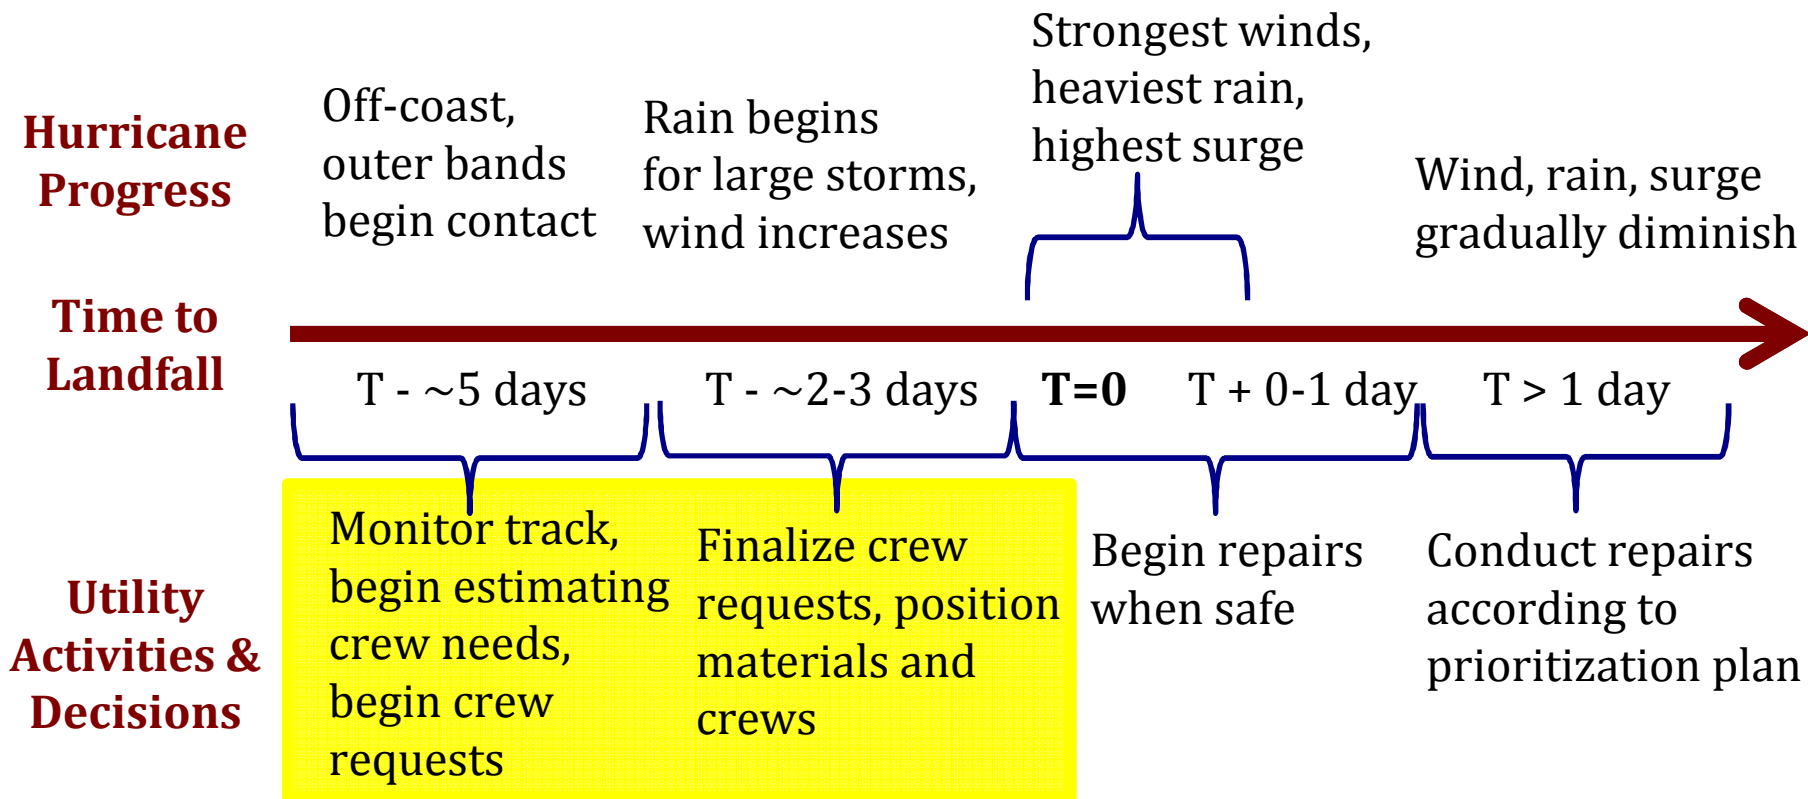 Hurricane
Progress
Off-coast,
outer bands
begin contact
Rain begins
for large storms,
wind increases
Strongest winds,
heaviest rain,
highest surge
Wind, rain, surge
gradually diminish
Time to
Landfall
T - ~5 days
T - ~2-3 days
T=0
T + 0-1 day
T > 1 day
Utility
Activities &
Decisions
Monitor track,
begin estimating
crew needs,
begin crew
requests
Finalize crew
requests, position
materials and
crews
Begin repairs
when safe
Conduct repairs
according to
prioritization plan